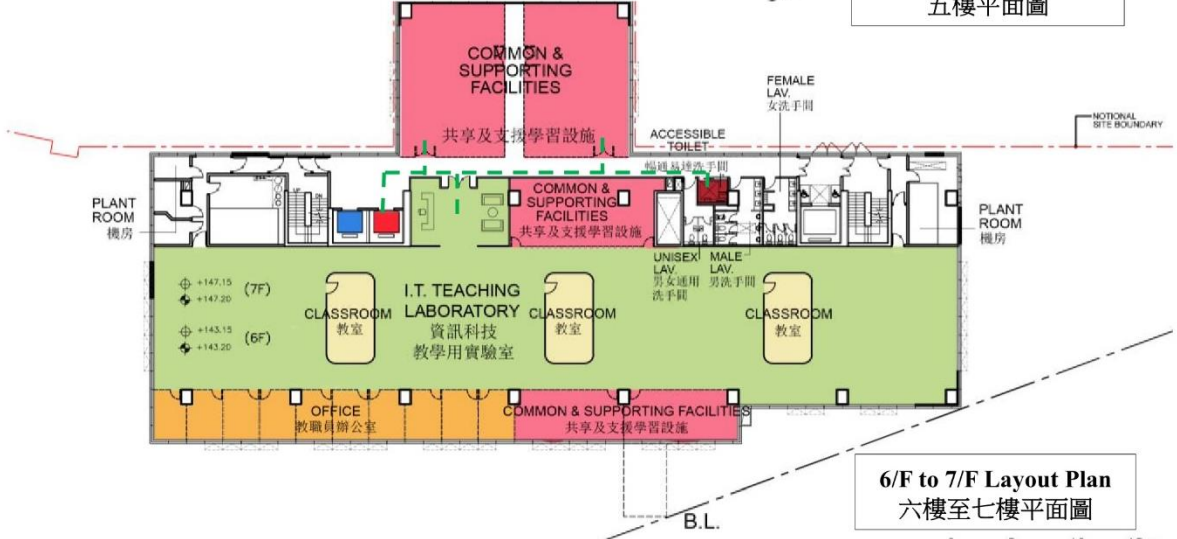 五樓平面圖
COMMON &
SUPPORTING
FACILITIES
共享及支援學習設施
FEMALE
LAV.
女洗手間
ACCESSIBLE
TOILET
暢通易達洗手間
NOTIONAL
SITE BOUNDARY
PLANT
ROOM
機房
COMMON &
SUPPORTING
FACILITIES
共享及支援學習設施
PLANT
ROOM
機房
UNISEX
LAV.
男女通用
洗手間
MALE
LAV.
男洗手間
+147.15
+147.20
(7F)
+143.15
+143.20
(6F)
CLASSROOM
教室
I.T. TEACHING
LABORATORY
資訊科技
教學用實驗室
CLASSROOM
教室
CLASSROOM
教室
OFFICE
教職員辦公室
COMMON & SUPPORTING FACILITIES
共享及支援學習設施
6/F to 7/F Layout Plan
六樓至七樓平面圖
B.L.